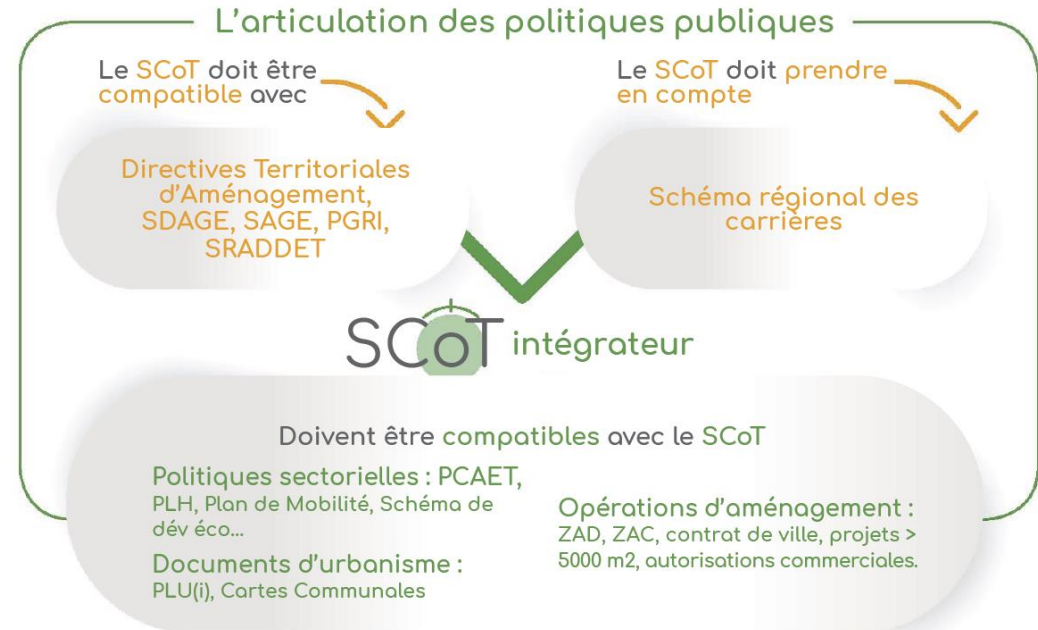 L'articulation des politiques publiques
Le SCoT doit être
compatible avec
Directives Territoriales
d'Aménagement,
SDAGE, SAGE, PGRI,
SRADDET
Le SCoT doit prendre
en compte
Schéma régional des
carrières
SCoT intégrateur
Doivent être compatibles avec le SCoT
Politiques sectorielles : PCAET,
PLH, Plan de Mobilité, Schéma de
dév éco...
Documents d'urbanisme :
PLU(i), Cartes Communales
Opérations d'aménagement :
ZAD, ZAC, contrat de ville, projets >
5000 m2, autorisations commerciales.